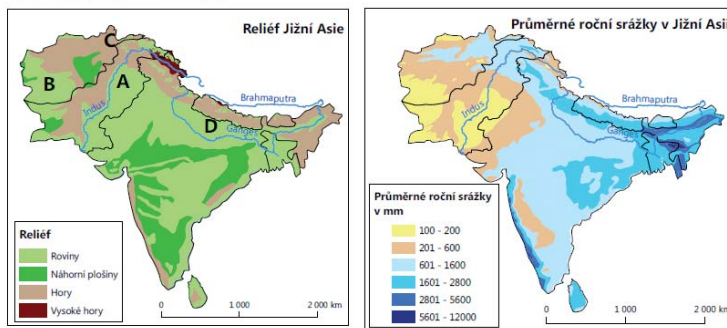 Reliéf Jižní Asie
C
B
A
Indus
Brahmaputra
D
Ganges
Reliéf
Roviny
Náhorní plošiny
Hory
Vysoké hory
0 1 000 2 000 km
Průměrné roční srážky v Jižní Asii
Indus
Brahmaputra
Ganges
Průměrné roční srážky
v mm
100 - 200
201 - 600
601 - 1600
1601 - 2800
2801 - 5600
5601 - 12000
0 1 000 2 000 km